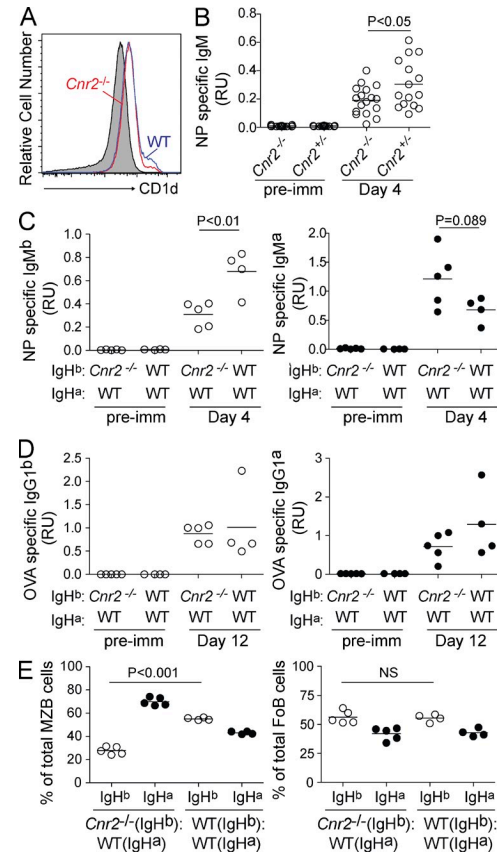 A
Relative Cell Number
Cnr2-/-
WT
CD1d
B
NP specific IgM
(RU)
0.8
0.6
0.4
0.2
0
P<0.05
Cnr2-/-
Cnr2+/-
Cnr2-/-
Cnr2+/-
pre-imm
Day 4
C
NP specific IgMb
(RU)
1.0
0.8
0.6
0.4
0.2
0
P<0.01
IgHb: Cnr2 -/- WT Cnr2 -/- WT
IgHa: WT WT WT WT
pre-imm Day 4
NP specific IgMa
(RU)
2.0
1.5
1.0
0.5
0.0
P=0.089
IgHb: Cnr2 -/- WT Cnr2 -/- WT
IgHa: WT WT WT WT
pre-imm Day 4
D
OVA specific IgG1b
(RU)
2.5
2.0
1.5
1.0
0.5
0
IgHb: Cnr2 -/- WT Cnr2 -/- WT
IgHa: WT WT WT WT
pre-imm Day 12
OVA specific IgG1a
(RU)
3
2
1
0
IgHb: Cnr2 -/- WT Cnr2 -/- WT
IgHa: WT WT WT WT
pre-imm Day 12
E
% of total MZB cells
100
80
60
40
20
0
P<0.001
IgHb IgHa IgHb IgHa
Cnr2-/-(IgHb): WT(IgHb):
WT(IgHa) WT(IgHa)
% of total FoB cells
100
50
0
NS
IgHb IgHa IgHb IgHa
Cnr2-/-(IgHb): WT(IgHb):
WT(IgHa) WT(IgHa)